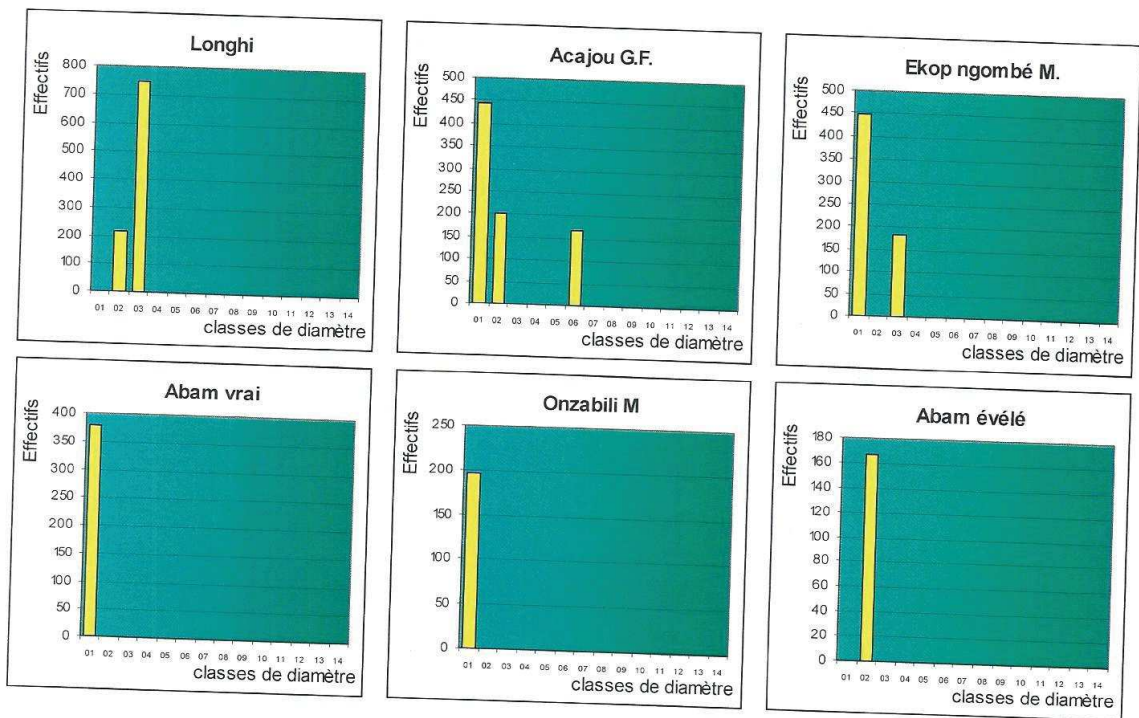 Longhi
Effectifs
800
700
600
500
400
300
200
100
0
01 02 03 04 05 06 07 08 09 10 11 12 13 14
classes de diamètre
Acajou G.F.
Effectifs
500
450
400
350
300
250
200
150
100
50
0
01 02 03 04 05 06 07 08 09 10 11 12 13 14
classes de diamètre
Ekop ngombé M.
Effectifs
500
450
400
350
300
250
200
150
100
50
0
01 02 03 04 05 06 07 08 09 10 11 12 13 14
classes de diamètre
Abam vrai
Effectifs
400
350
300
250
200
150
100
50
0
01 02 03 04 05 06 07 08 09 10 11 12 13 14
classes de diamètre
Onzabili M
Effectifs
250
200
150
100
50
0
01 02 03 04 05 06 07 08 09 10 11 12 13 14
classes de diamètre
Abam évélé
Effectifs
180
160
140
120
100
80
60
40
20
0
01 02 03 04 05 06 07 08 09 10 11 12 13 14
classes de diamètre